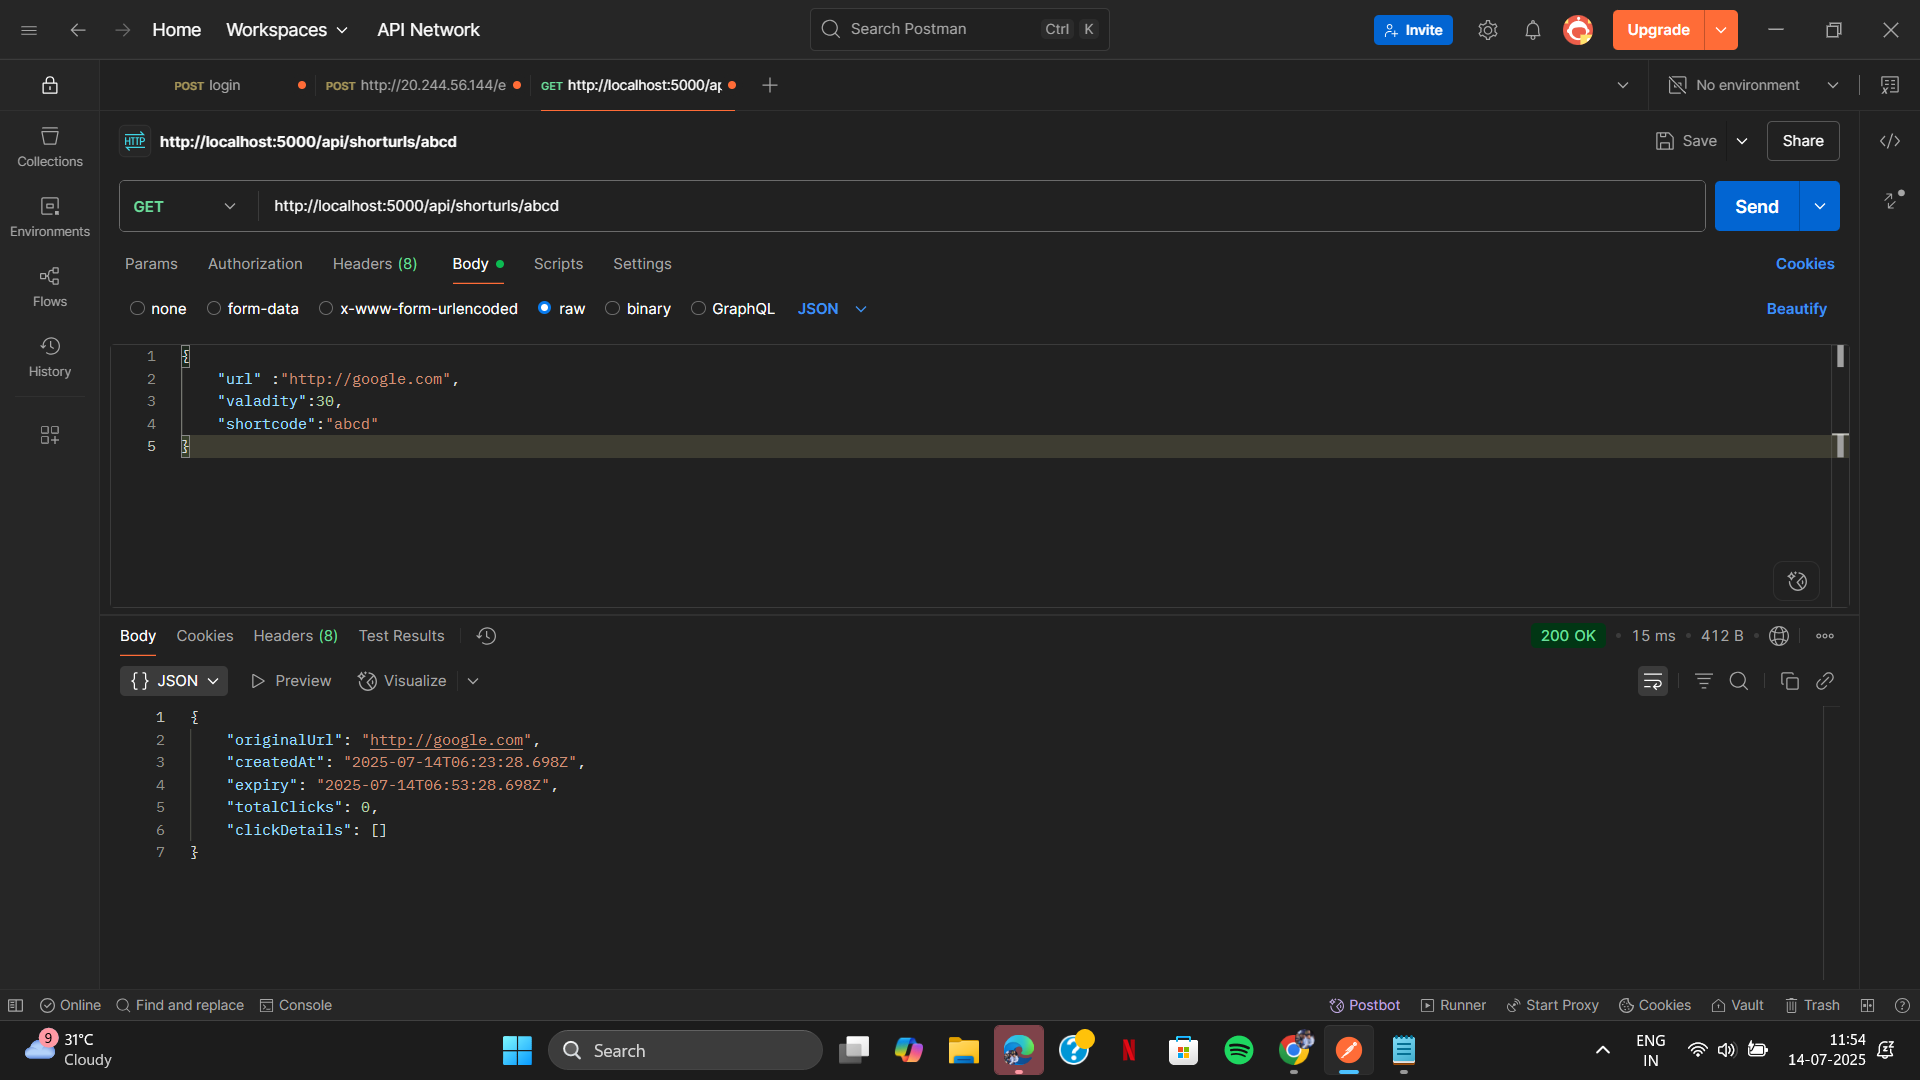 Home Workspaces API Network Search Postman Ctrl K Invite Upgrade
POST login POST http://20.244.56.144/e GET http://localhost:5000/ap No environment
HTTP http://localhost:5000/api/shorturls/abcd Save Share
Collections
GET http://localhost:5000/api/shorturls/abcd Send
Environments
Params Authorization Headers (8) Body Scripts Settings Cookies
Flows
none form-data x-www-form-urlencoded raw binary GraphQL JSON Beautify
History
1 {
2 "url" :"http://google.com",
3 "valadity":30,
4 "shortcode":"abcd"
5 }
Body Cookies Headers (8) Test Results 200 OK 15 ms 412 B
{} JSON Preview Visualize
1 {
2 "originalUrl": "http://google.com",
3 "createdAt": "2025-07-14T06:23:28.698Z",
4 "expiry": "2025-07-14T06:53:28.698Z",
5 "totalClicks": 0,
6 "clickDetails": []
7 }
Online Find and replace Console Postbot Runner Start Proxy Cookies Vault Trash
9 31°C
Cloudy
Search
ENG
IN
11:54
14-07-2025